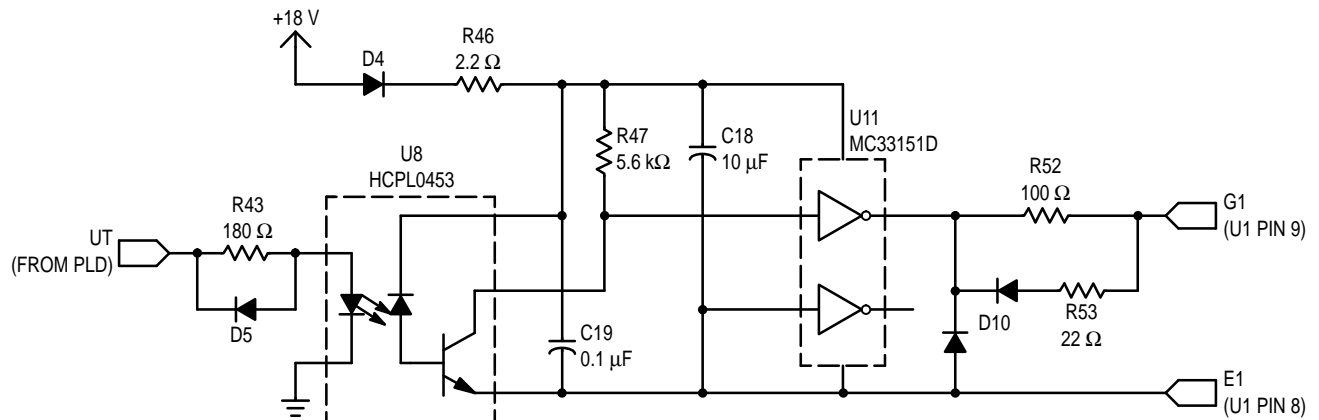 +18 V
D4
R46
2.2 Ω
U11
MC33151D
R47
5.6 kΩ
C18
10 μF
U8
HCPL0453
R52
100 Ω
R43
180 Ω
G1
(U1 PIN 9)
UT
(FROM PLD)
D5
D10
R53
22 Ω
C19
0.1 μF
E1
(U1 PIN 8)